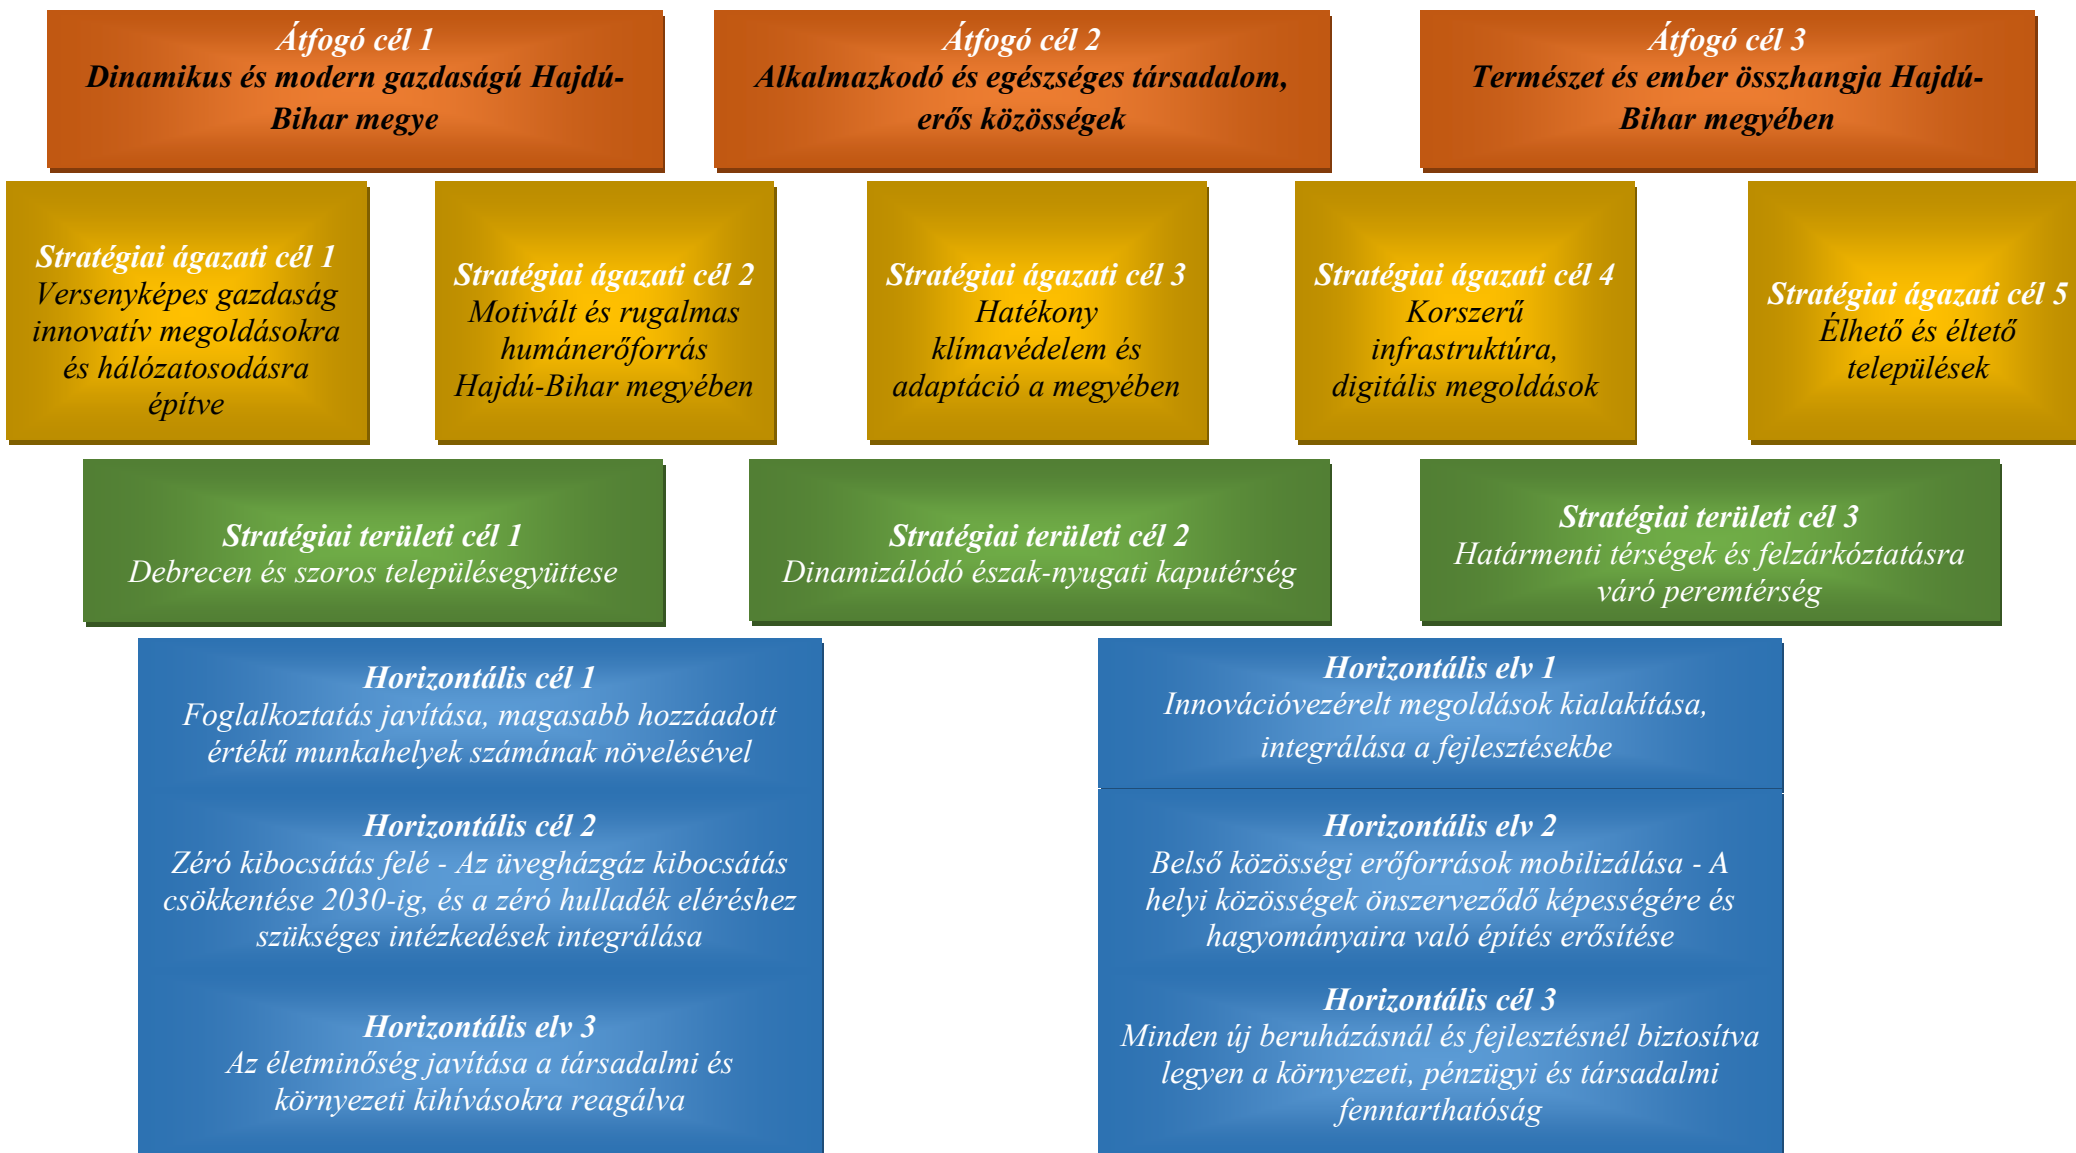 Átfogó cél 1
Dinamikus és modern gazdaságú Hajdú-
Bihar megye
Átfogó cél 2
Alkalmazkodó és egészséges társadalom,
erős közösségek
Átfogó cél 3
Természet és ember összhangja Hajdú-
Bihar megyében
Stratégiai ágazati cél 1
Versenyképes gazdaság
innovatív megoldásokra
és hálózatosodásra
építve
Stratégiai ágazati cél 2
Motivált és rugalmas
humánerőforrás
Hajdú-Bihar megyében
Stratégiai ágazati cél 3
Hatékony
klímavédelem és
adaptáció a megyében
Stratégiai ágazati cél 4
Korszerű
infrastruktúra,
digitális megoldások
Stratégiai ágazati cél 5
Élhető és éltető
települések
Stratégiai területi cél 1
Debrecen és szoros településegyüttese
Stratégiai területi cél 2
Dinamizálódó észak-nyugati kaputérség
Stratégiai területi cél 3
Határmenti térségek és felzárkóztatásra
váró peremtérség
Horizontális cél 1
Foglalkoztatás javítása, magasabb hozzáadott
értékű munkahelyek számának növelésével
Horizontális cél 2
Zéró kibocsátás felé - Az üvegházgáz kibocsátás
csökkentése 2030-ig, és a zéró hulladék eléréshez
szükséges intézkedések integrálása
Horizontális elv 3
Az életminőség javítása a társadalmi és
környezeti kihívásokra reagálva
Horizontális elv 1
Innovációvezérelt megoldások kialakítása,
integrálása a fejlesztésekbe
Horizontális elv 2
Belső közösségi erőforrások mobilizálása - A
helyi közösségek önszerveződő képességére és
hagyományaira való építés erősítése
Horizontális cél 3
Minden új beruházásnál és fejlesztésnél biztosítva
legyen a környezeti, pénzügyi és társadalmi
fenntarthatóság